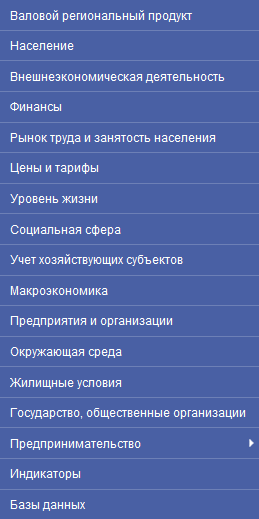 Валовой региональный продукт
Население
Внешнеэкономическая деятельность
Финансы
Рынок труда и занятость населения
Цены и тарифы
Уровень жизни
Социальная сфера
Учет хозяйствующих субъектов
Макроэкономика
Предприятия и организации
Окружающая среда
Жилищные условия
Государство, общественные организации
Предпринимательство
Индикаторы
Базы данных